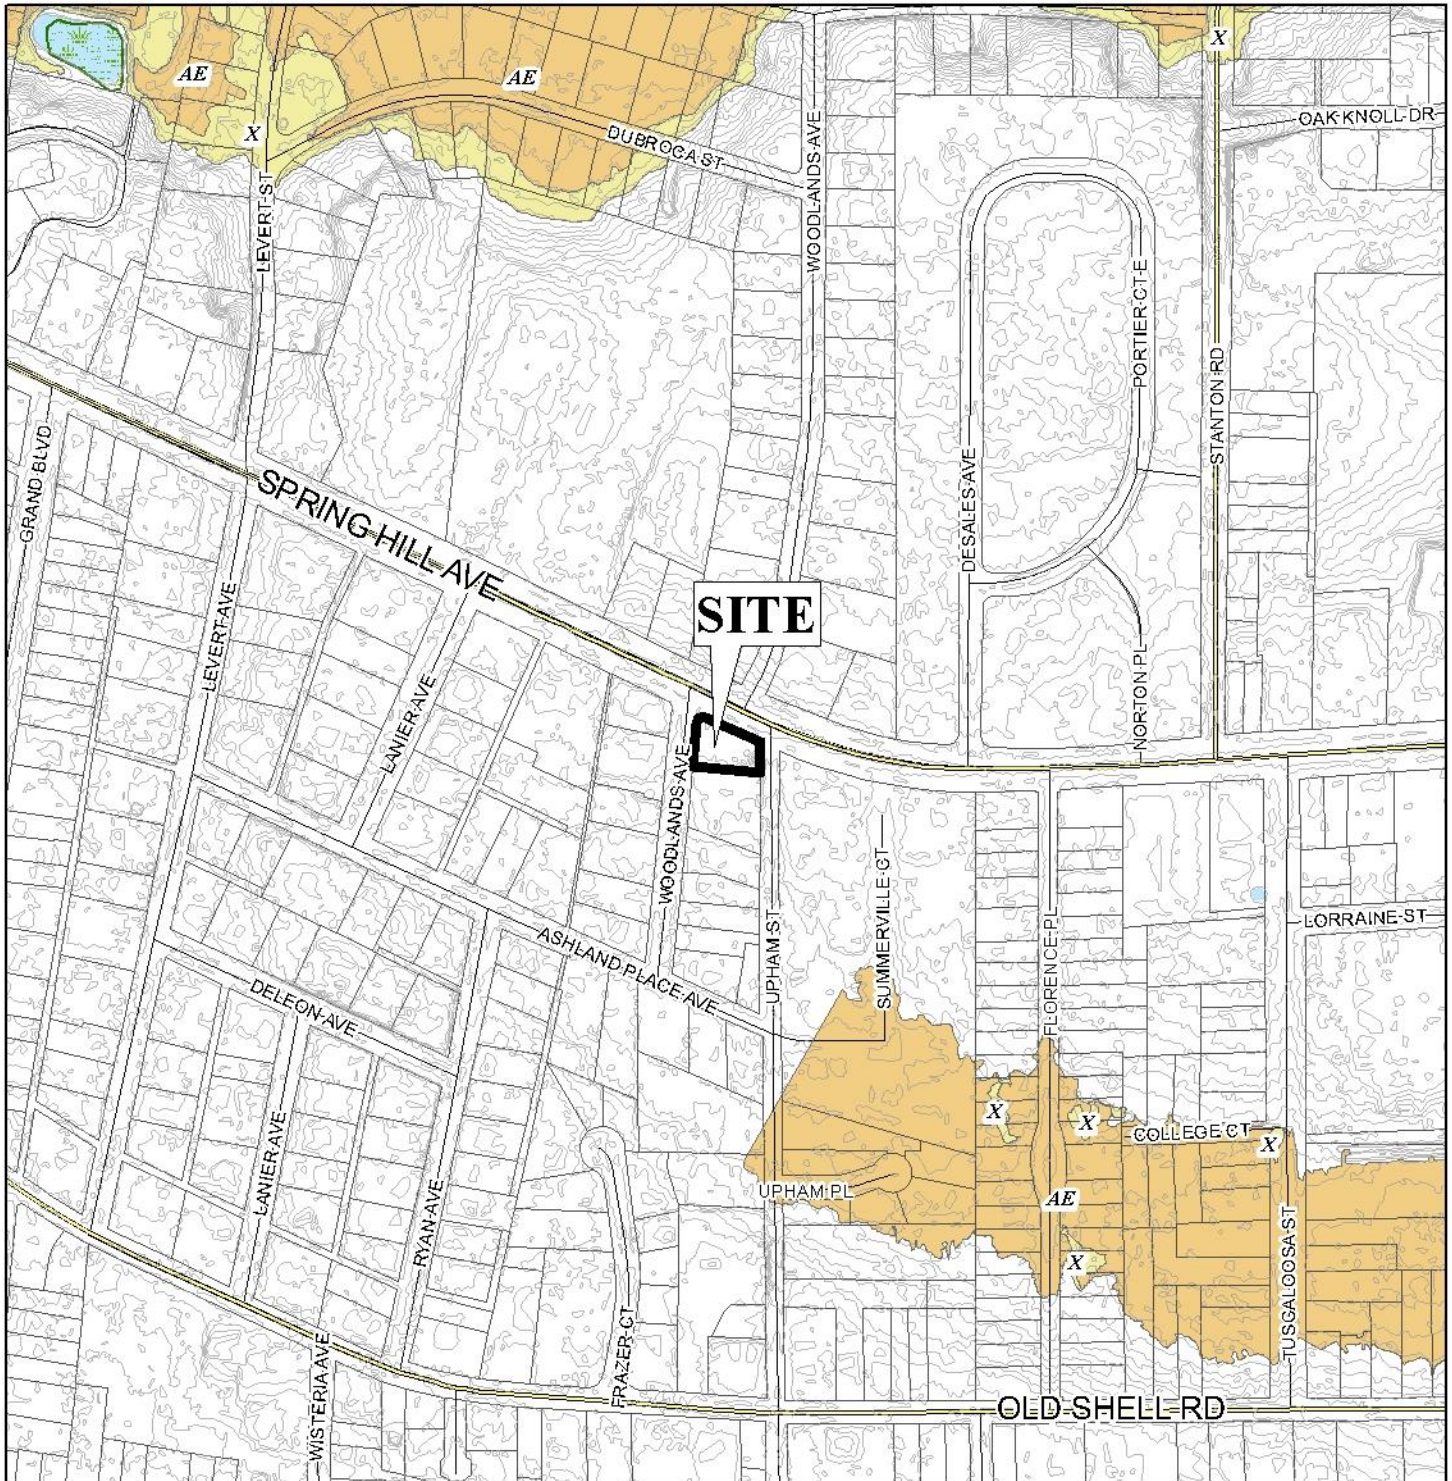 X
AE
AE
X
OAK KNOLL DR
DUBROCA ST
WOODLANDS AVE
LEVERT ST
PORTIER CT E
STANTON RD
GRAND BLVD
SPRING HILL AVE
DESALES AVE
SITE
LEVERT AVE
LANIER AVE
NORTON PL
WOODLANDS AVE
SUMMERVILLE CT
LORRAINE ST
UPHAM ST
FLORENCE PL
ASHLAND PLACE AVE
DELEON AVE
X
X
COLLEGE CT
X
LANIER AVE
RYAN AVE
UPHAM PL
AE
X
TUSCALOOSA ST
FRAZER CT
WISTERIA AVE
OLD SHELL RD